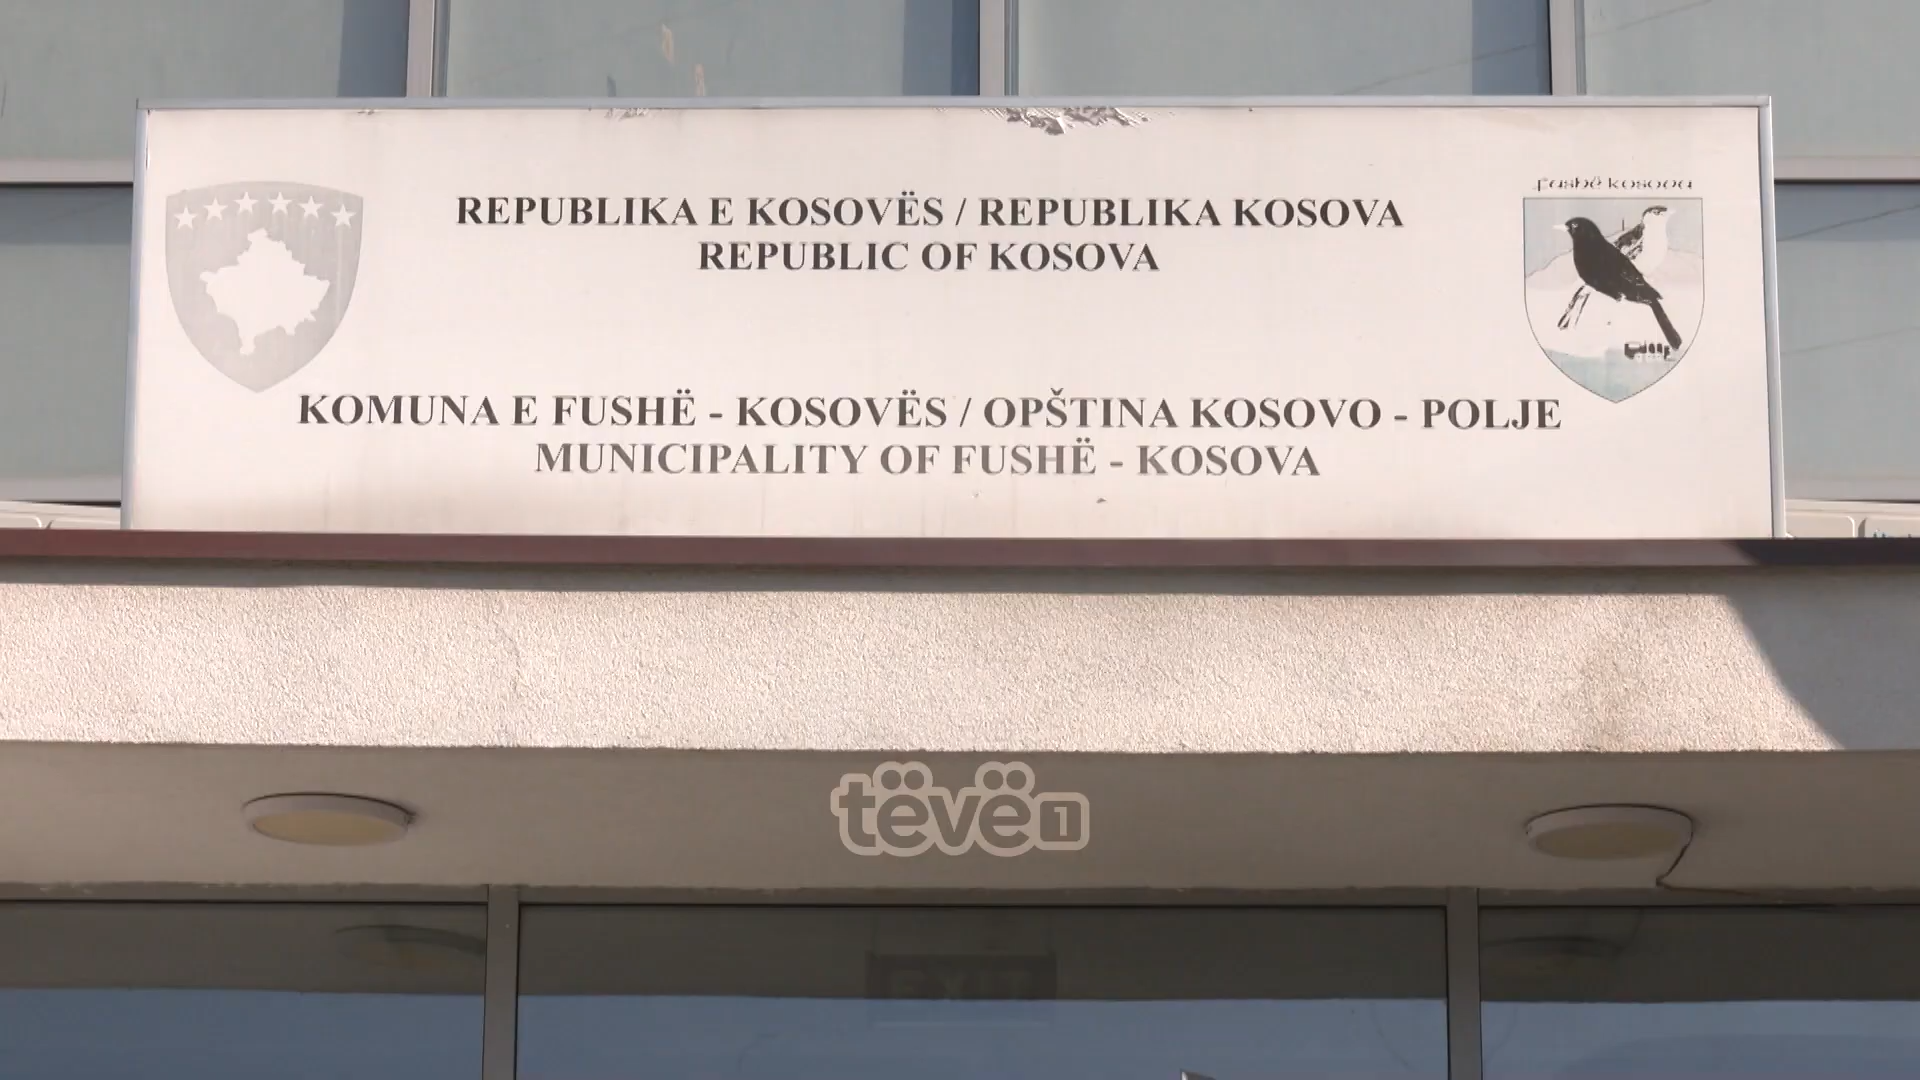 fushë kosova
REPUBLIKA E KOSOVËS / REPUBLIKA KOSOVA
REPUBLIC OF KOSOVA
KOMUNA E FUSHË - KOSOVËS / OPŠTINA KOSOVO - POLJE
MUNICIPALITY OF FUSHË - KOSOVA
tëvë1
EXIT